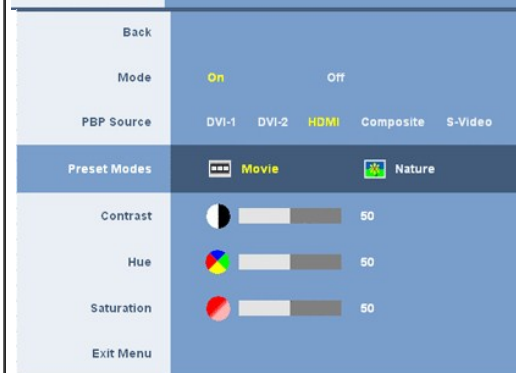 Back
Mode On Off
PBP Source DVI-1 DVI-2 HDMI Composite S-Video
Preset Modes Movie Nature
Contrast 50
Hue 50
Saturation 50
Exit Menu